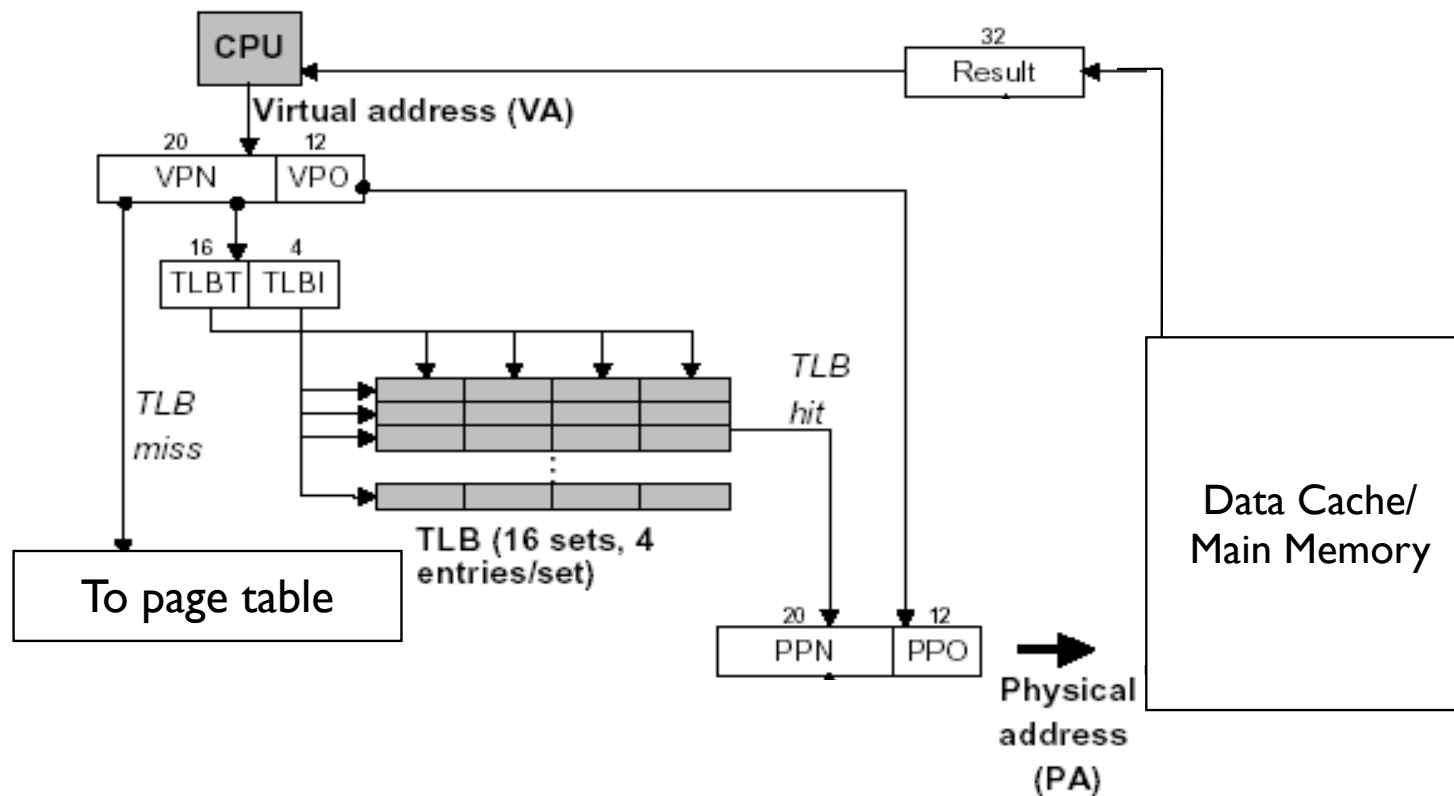 CPU
32
Result
Virtual address (VA)
20 12
VPN VPO
16 4
TLBT TLBI
TLB
miss
TLB
hit
TLB (16 sets, 4
entries/set)
To page table
Data Cache/
Main Memory
20 12
PPN PPO
Physical
address
(PA)